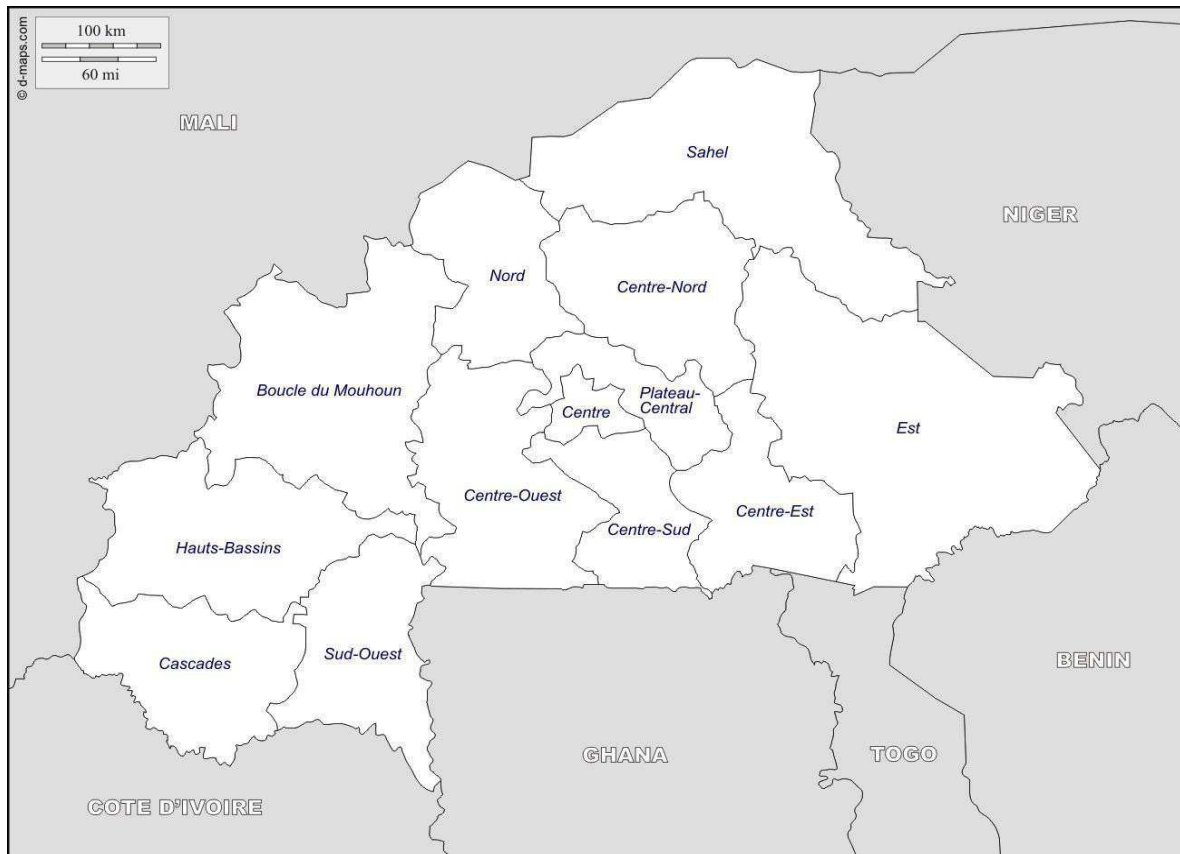 100 km
60 mi
© d-maps.com
MALI
Sahel
NIGER
Nord
Centre-Nord
Boucle du Mouhoun
Plateau-
Central
Centre
Est
Centre-Ouest
Centre-Est
Centre-Sud
Hauts-Bassins
Sud-Ouest
Cascades
BENIN
GHANA
TOGO
COTE D'IVOIRE